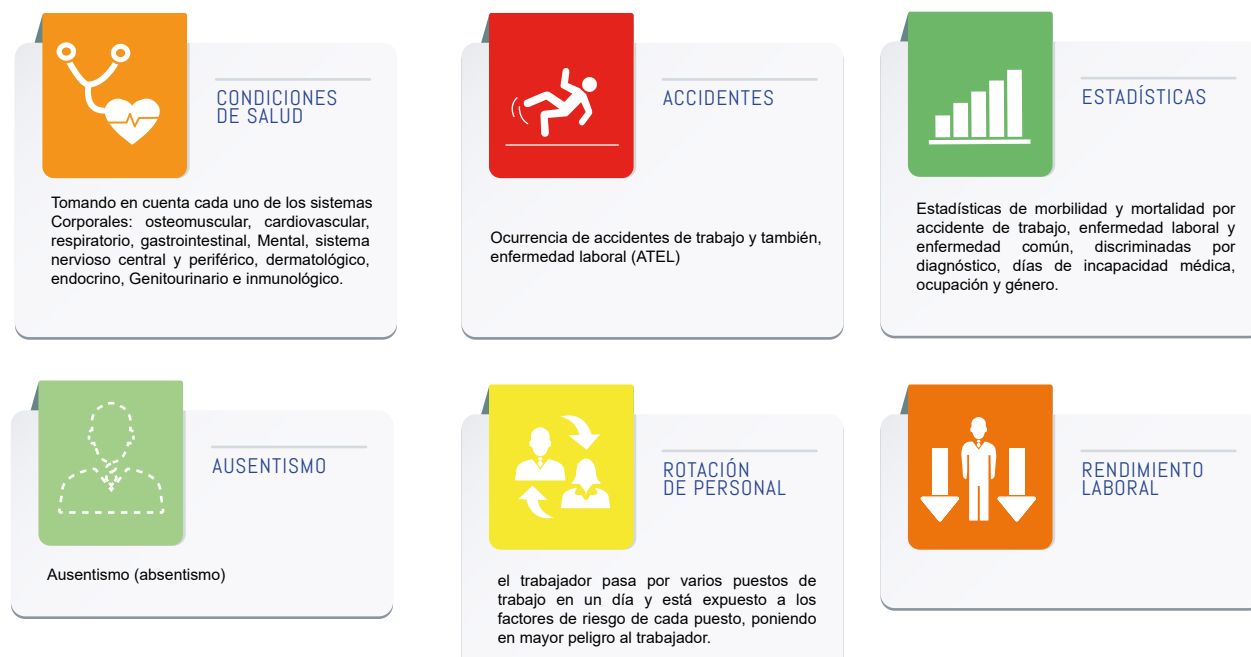 CONDICIONES
DE SALUD
Tomando en cuenta cada uno de los sistemas
Corporales: osteomuscular, cardiovascular,
respiratorio, gastrointestinal, Mental, sistema
nervioso central y periférico, dermatológico,
endocrino, Genitourinario e inmunológico.
ACCIDENTES
Ocurrencia de accidentes de trabajo y también,
enfermedad laboral (ATEL)
ESTADÍSTICAS
Estadísticas de morbilidad y mortalidad por
accidente de trabajo, enfermedad laboral y
enfermedad común, discriminadas por
diagnóstico, días de incapacidad médica,
ocupación y género.
AUSENTISMO
Ausentismo (absentismo)
ROTACIÓN
DE PERSONAL
el trabajador pasa por varios puestos de
trabajo en un día y está expuesto a los
factores de riesgo de cada puesto, poniendo
en mayor peligro al trabajador.
RENDIMIENTO
LABORAL